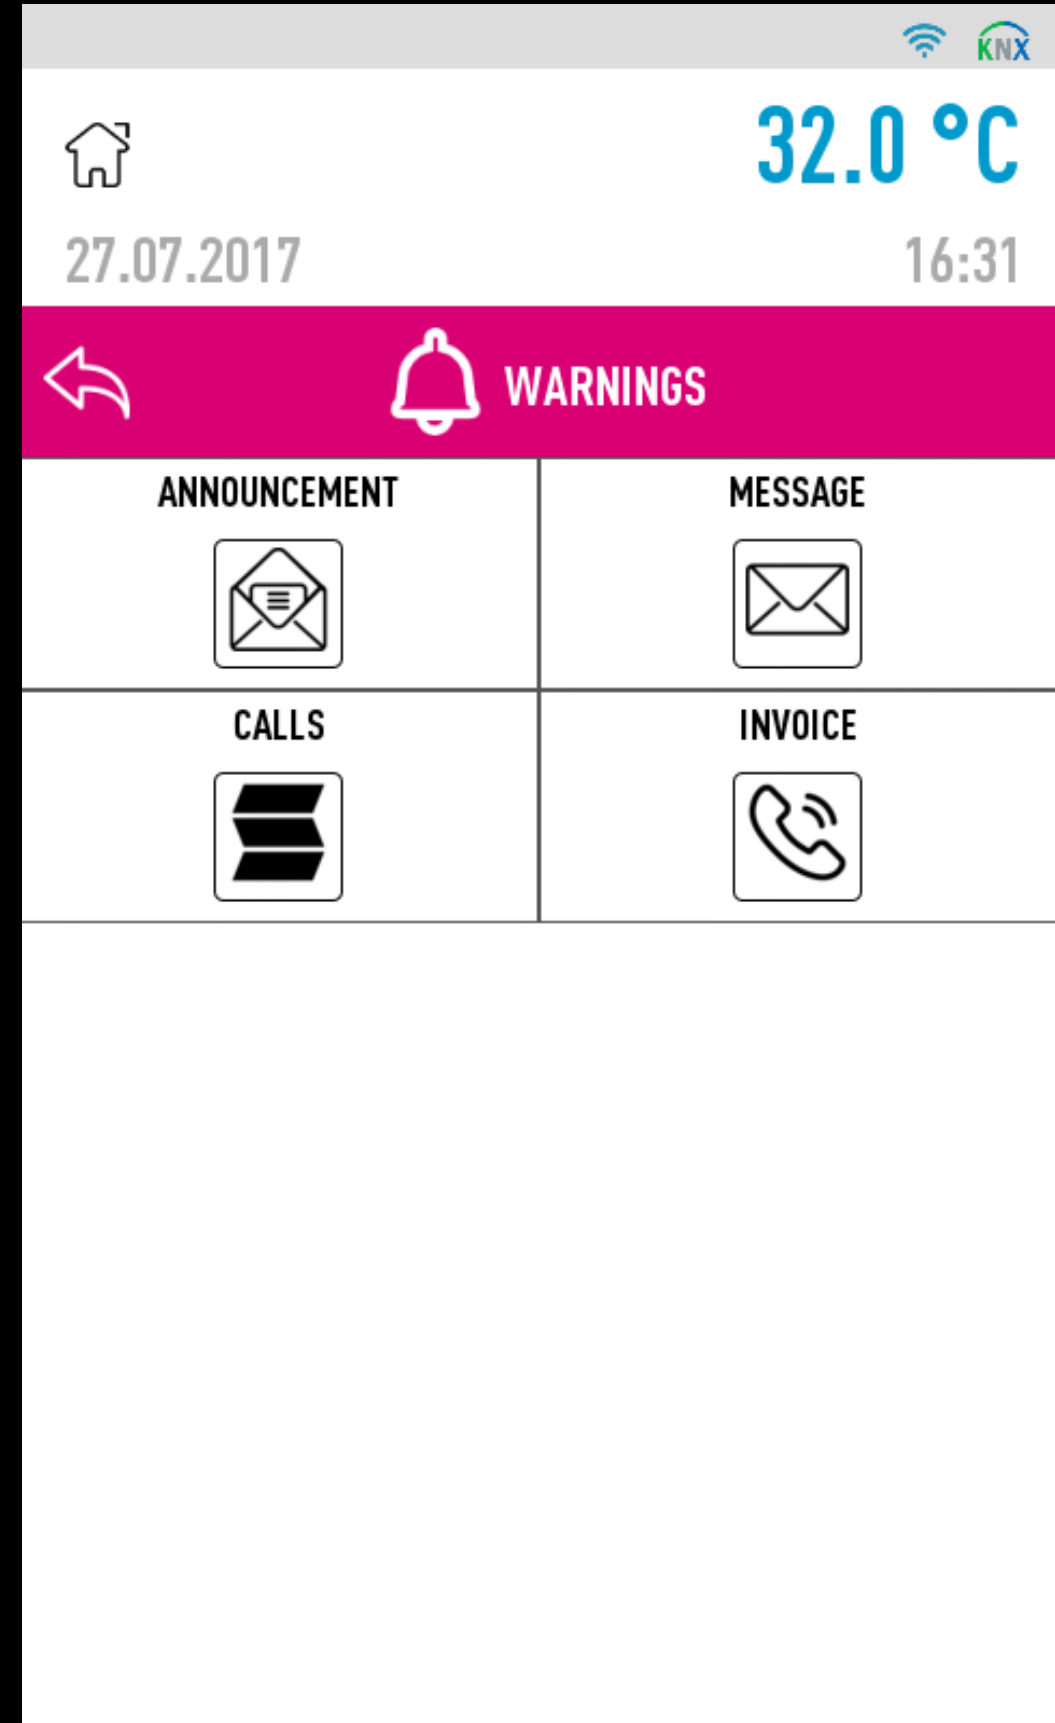 KNX
32.0 °C
27.07.2017 16:31
WARNINGS
ANNOUNCEMENT MESSAGE
CALLS INVOICE